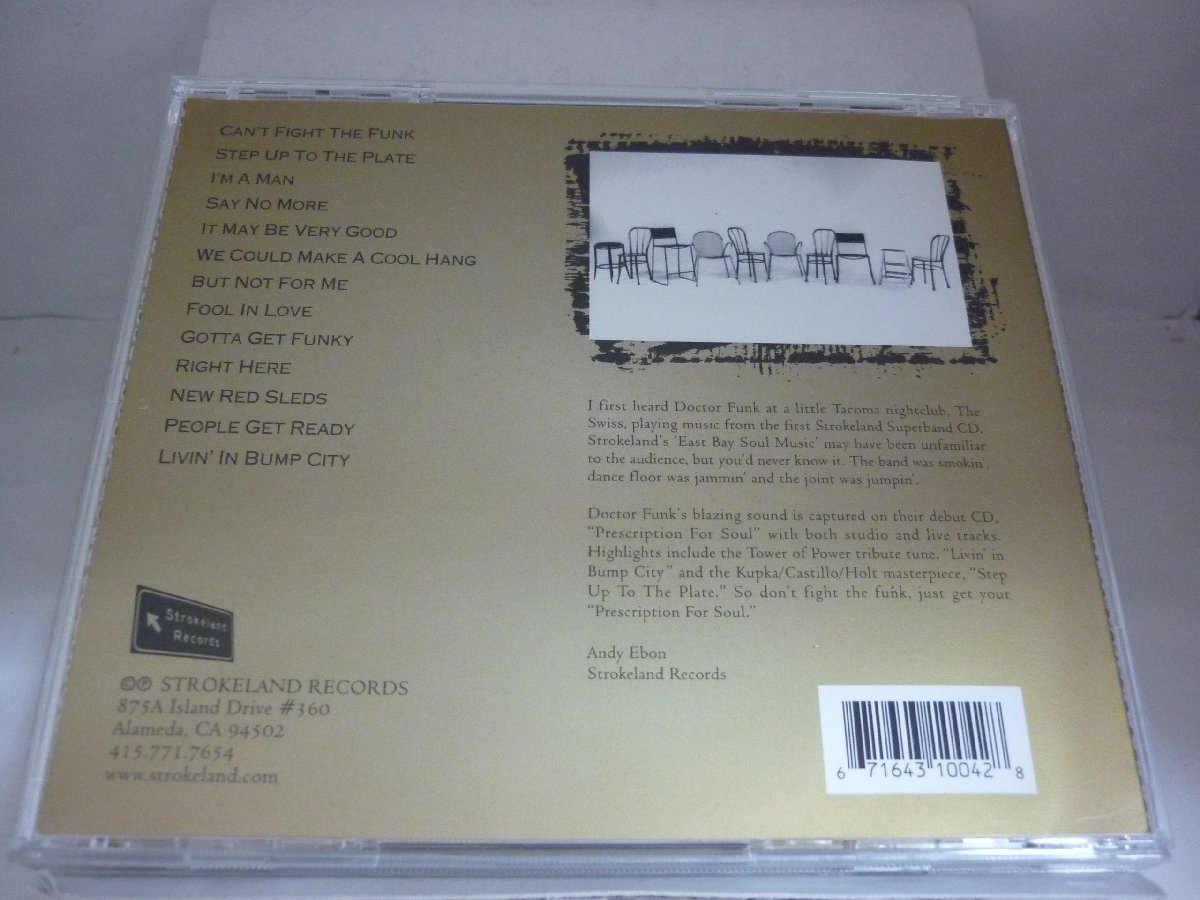 CAN'T FIGHT THE FUNK
STEP UP TO THE PLATE
I'M A MAN
SAY NO MORE
IT MAY BE VERY GOOD
WE COULD MAKE A COOL HANG
BUT NOT FOR ME
FOOL IN LOVE
GOTTA GET FUNKY
RIGHT HERE
NEW RED SLEDS
PEOPLE GET READY
LIVIN' IN BUMP CITY
I first heard Doctor Funk at a little Tacoma nightclub, The
Swiss, playing music from the first Strokeland Superband CD.
Strokeland's 'East Bay Soul Music' may have been unfamiliar
to the audience, but you'd never know it. The band was smokin',
dance floor was jammin' and the joint was jumpin'.
Doctor Funk's blazing sound is captured on their debut CD,
"Prescription For Soul" with both studio and live tracks.
Highlights include the Tower of Power tribute tune, "Livin' in
Bump City" and the Kupka/Castillo/Holt masterpiece, "Step
Up To The Plate." So don't fight the funk, just get your
"Prescription For Soul."
Andy Ebon
Strokeland Records
Strokeland
Records
©℗ STROKELAND RECORDS
875A Island Drive #360
Alameda, CA 94502
415.771.7654
www.strokeland.com
6 71643 10042 8